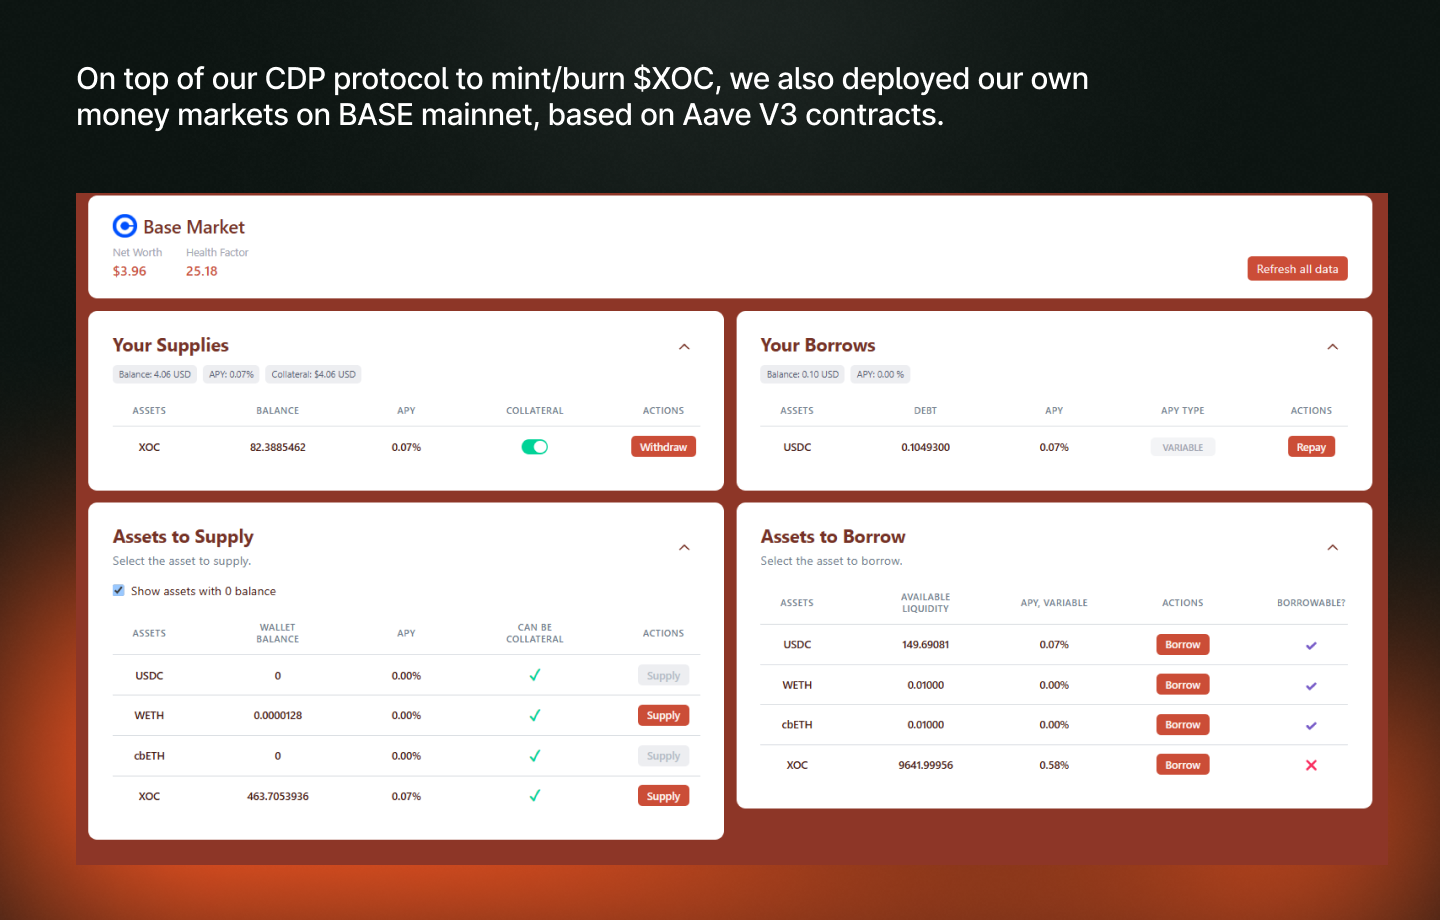 On top of our CDP protocol to mint/burn $XOC, we also deployed our own
money markets on BASE mainnet, based on Aave V3 contracts.
Base Market
Net Worth Health Factor
$3.96 25.18
Refresh all data
Your Supplies
Balance: 4.06 USD APY: 0.07% Collateral: $4.06 USD
ASSETS BALANCE APY COLLATERAL ACTIONS
XOC 82.3885462 0.07% Withdraw
Your Borrows
Balance: 0.10 USD APY: 0.00 %
ASSETS DEBT APY APY TYPE ACTIONS
USDC 0.1049300 0.07% VARIABLE Repay
Assets to Supply
Select the asset to supply.
Show assets with 0 balance
ASSETS WALLET BALANCE APY CAN BE COLLATERAL ACTIONS
USDC 0 0.00% Supply
WETH 0.0000128 0.00% Supply
cbETH 0 0.00% Supply
XOC 463.7053936 0.07% Supply
Assets to Borrow
Select the asset to borrow.
ASSETS AVAILABLE LIQUIDITY APY, VARIABLE ACTIONS BORROWABLE?
USDC 149.69081 0.07% Borrow
WETH 0.01000 0.00% Borrow
cbETH 0.01000 0.00% Borrow
XOC 9641.99956 0.58% Borrow